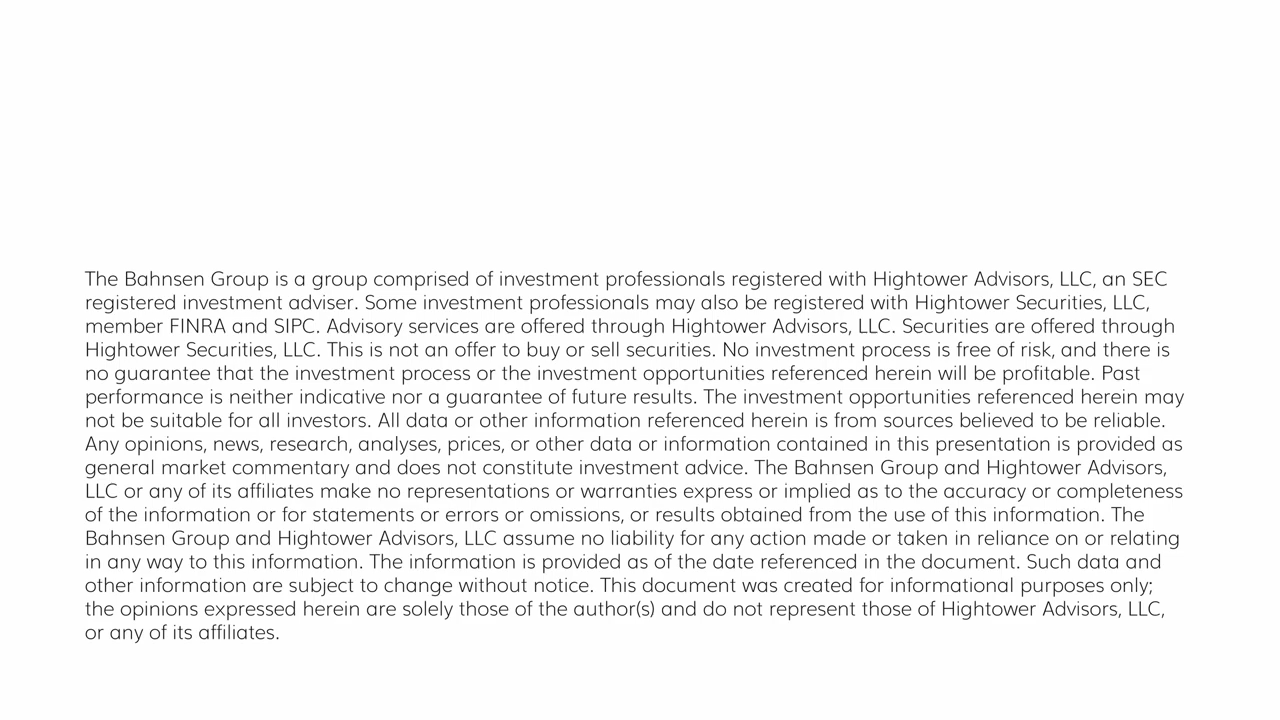 The Bahnsen Group is a group comprised of investment professionals registered with Hightower Advisors, LLC, an SEC
registered investment adviser. Some investment professionals may also be registered with Hightower Securities, LLC,
member FINRA and SIPC. Advisory services are offered through Hightower Advisors, LLC. Securities are offered through
Hightower Securities, LLC. This is not an offer to buy or sell securities. No investment process is free of risk, and there is
no guarantee that the investment process or the investment opportunities referenced herein will be profitable. Past
performance is neither indicative nor a guarantee of future results. The investment opportunities referenced herein may
not be suitable for all investors. All data or other information referenced herein is from sources believed to be reliable.
Any opinions, news, research, analyses, prices, or other data or information contained in this presentation is provided as
general market commentary and does not constitute investment advice. The Bahnsen Group and Hightower Advisors,
LLC or any of its affiliates make no representations or warranties express or implied as to the accuracy or completeness
of the information or for statements or errors or omissions, or results obtained from the use of this information. The
Bahnsen Group and Hightower Advisors, LLC assume no liability for any action made or taken in reliance on or relating
in any way to this information. The information is provided as of the date referenced in the document. Such data and
other information are subject to change without notice. This document was created for informational purposes only;
the opinions expressed herein are solely those of the author(s) and do not represent those of Hightower Advisors, LLC,
or any of its affiliates.